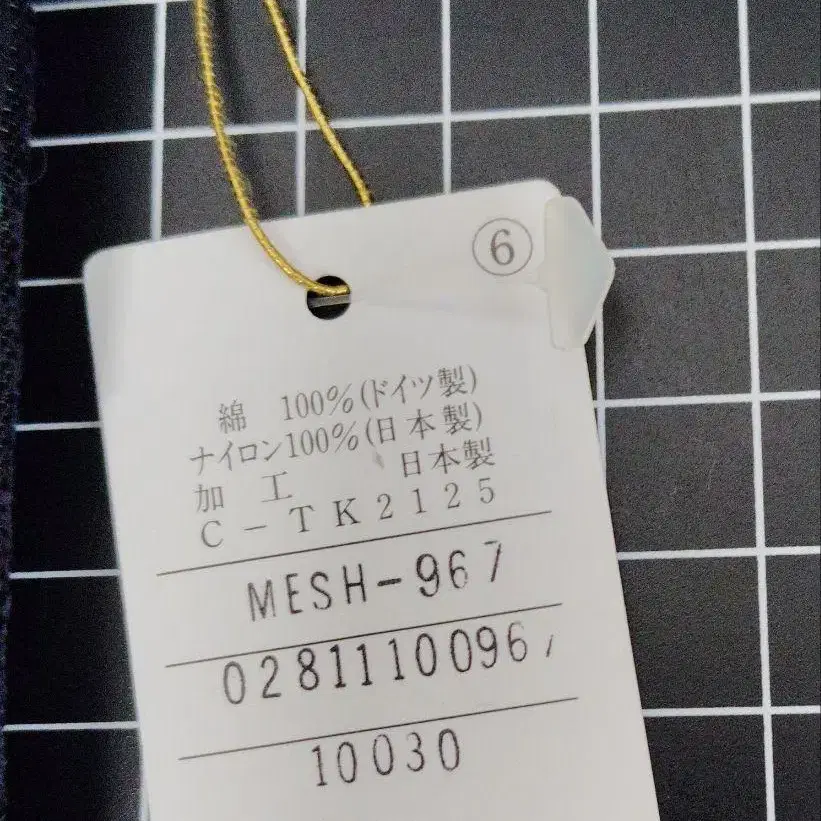 ⑥
綿 100%(ドイツ製)
ナイロン100%(日本製)
加工 日本製
C-TK2125
MESH-967
0281110096
10030